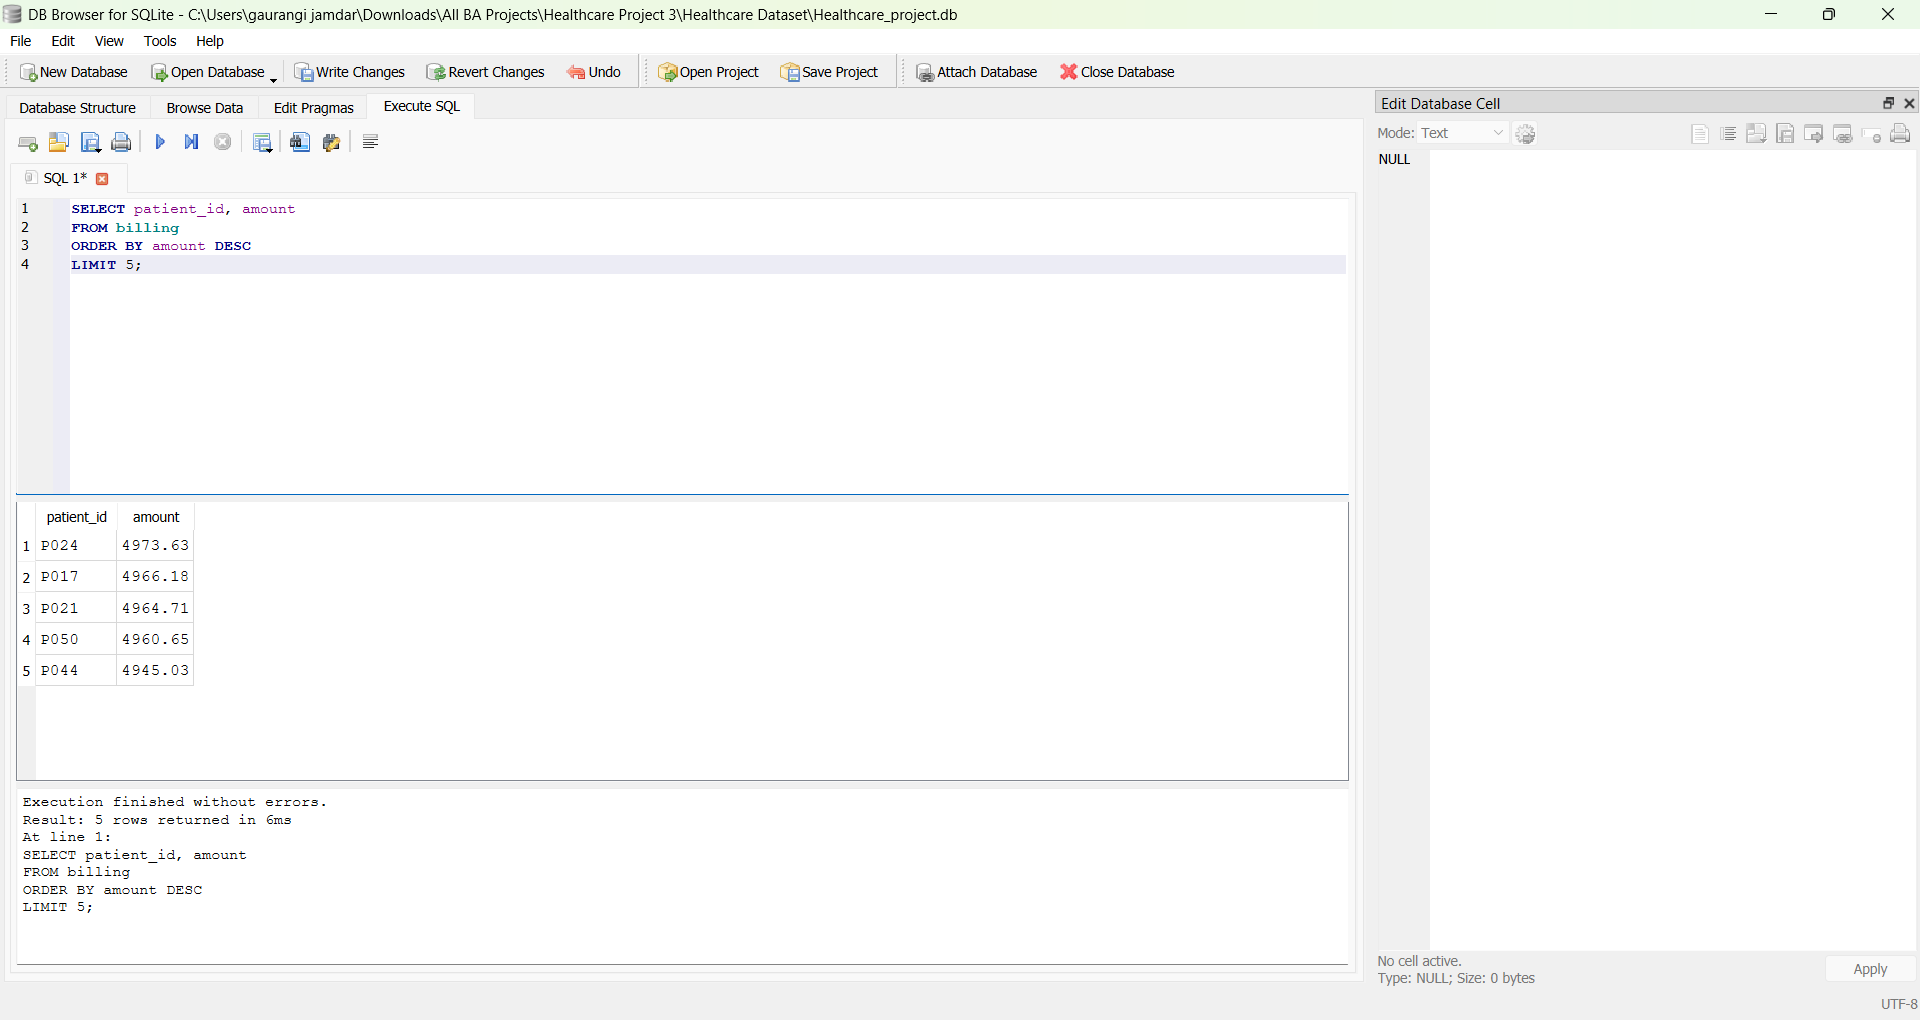 DB Browser for SQLite - C:\Users\gaurangi jamdar\Downloads\All BA Projects\Healthcare Project 3\Healthcare Dataset\Healthcare_project.db
File Edit View Tools Help
New Database Open Database Write Changes Revert Changes Undo Open Project Save Project Attach Database Close Database
Database Structure Browse Data Edit Pragmas Execute SQL
SQL 1*
1 SELECT patient_id, amount
2 FROM billing
3 ORDER BY amount DESC
4 LIMIT 5;
patient_id amount
1 P024 4973.63
2 P017 4966.18
3 P021 4964.71
4 P050 4960.65
5 P044 4945.03
Execution finished without errors.
Result: 5 rows returned in 6ms
At line 1:
SELECT patient_id, amount
FROM billing
ORDER BY amount DESC
LIMIT 5;
Edit Database Cell
Mode: Text
NULL
No cell active.
Type: NULL; Size: 0 bytes
Apply
UTF-8